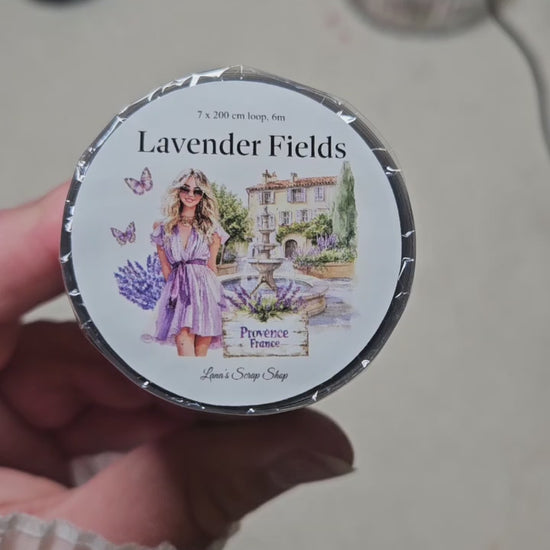 7 x 200 cm loop, 6m
Lavender Fields
Provence
France
Lana's Scrap Shop